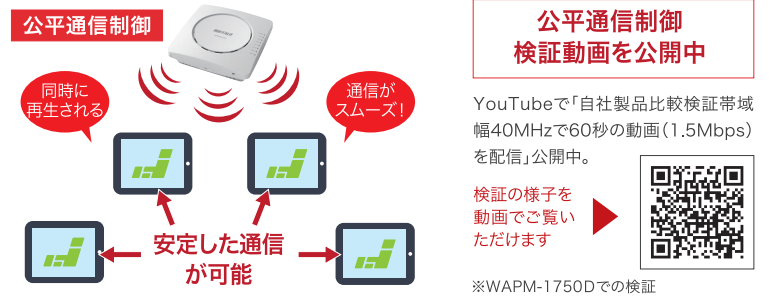 公平通信制御
同時に
再生される
通信が
スムーズ!
安定した通信
が可能
公平通信制御
検証動画を公開中
YouTubeで「自社製品比較検証帯域
幅40MHzで60秒の動画(1.5Mbps)
を配信」公開中。
検証の様子を
動画でご覧い
ただけます
※WAPM-1750Dでの検証